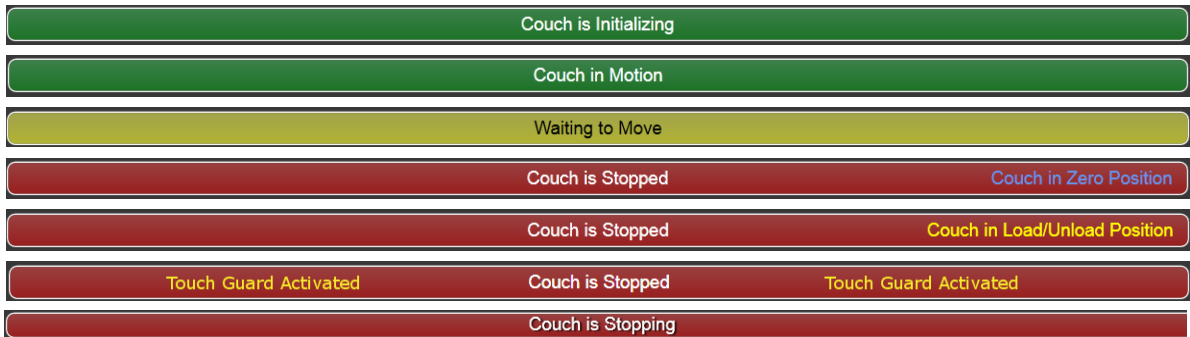 Couch is Initializing
Couch in Motion
Waiting to Move
Couch is Stopped Couch in Zero Position
Couch is Stopped Couch in Load/Unload Position
Touch Guard Activated Couch is Stopped Touch Guard Activated
Couch is Stopping